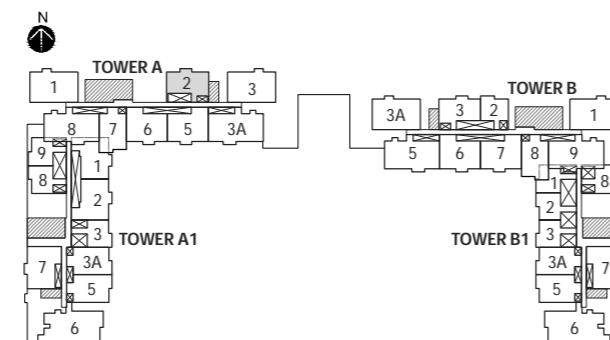 N
TOWER A
TOWER B
1 2 3
3A 3 2 1
8 7 6 5 3A
5 6 7 8 9
9 1
8 2
3
1 8
2
3
TOWER A1
TOWER B1
7 3A
5
6
3A 7
5
6